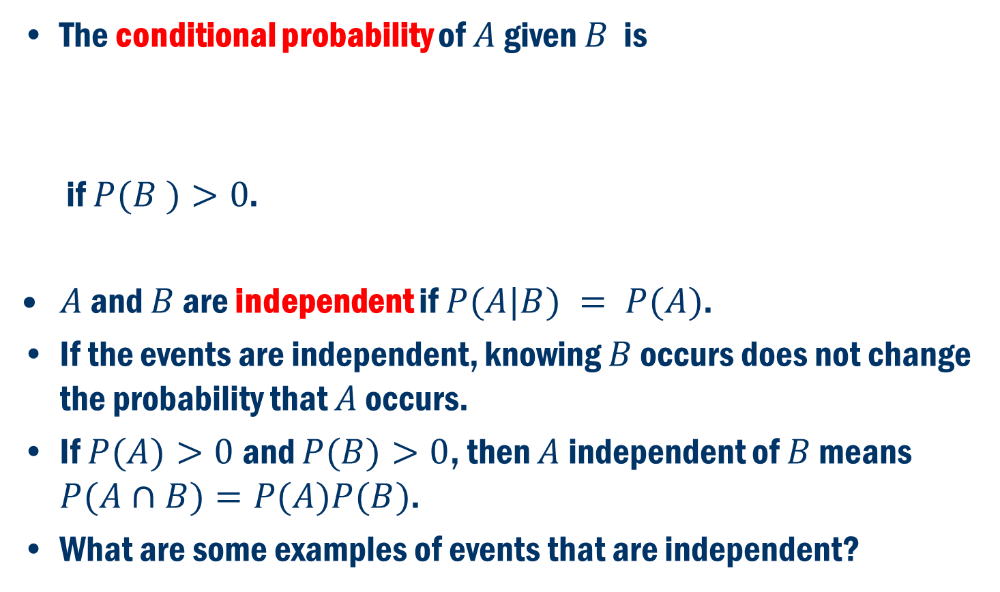 • The conditional probability of A given B is
if P(B ) > 0.
• A and B are independent if P(A|B) = P(A).
• If the events are independent, knowing B occurs does not change
the probability that A occurs.
• If P(A) > 0 and P(B) > 0, then A independent of B means
P(A ∩ B) = P(A)P(B).
• What are some examples of events that are independent?